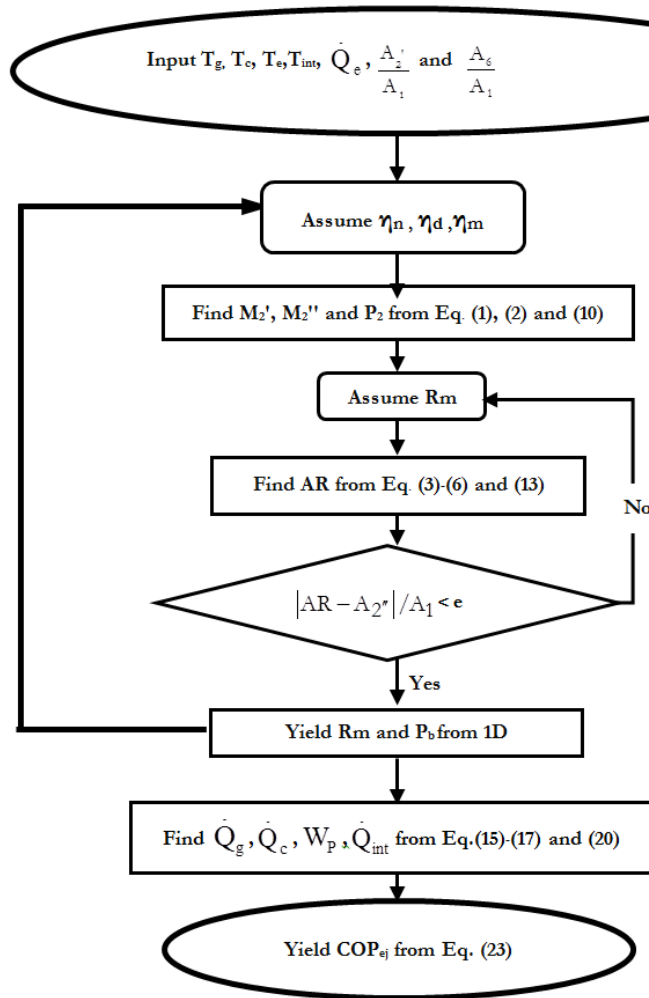 Input Tg, Tc, Te,Tint, Q̇e , A2'/A1 and A6/A1
Assume ηn , ηd ,ηm
Find M2', M2'' and P2 from Eq. (1), (2) and (10)
Assume Rm
Find AR from Eq. (3)-(6) and (13)
No
|AR − A2''| /A1 < e
Yes
Yield Rm and Pb from 1D
Find Q̇g , Q̇c , WP , Q̇int from Eq.(15)-(17) and (20)
Yield COPej from Eq. (23)